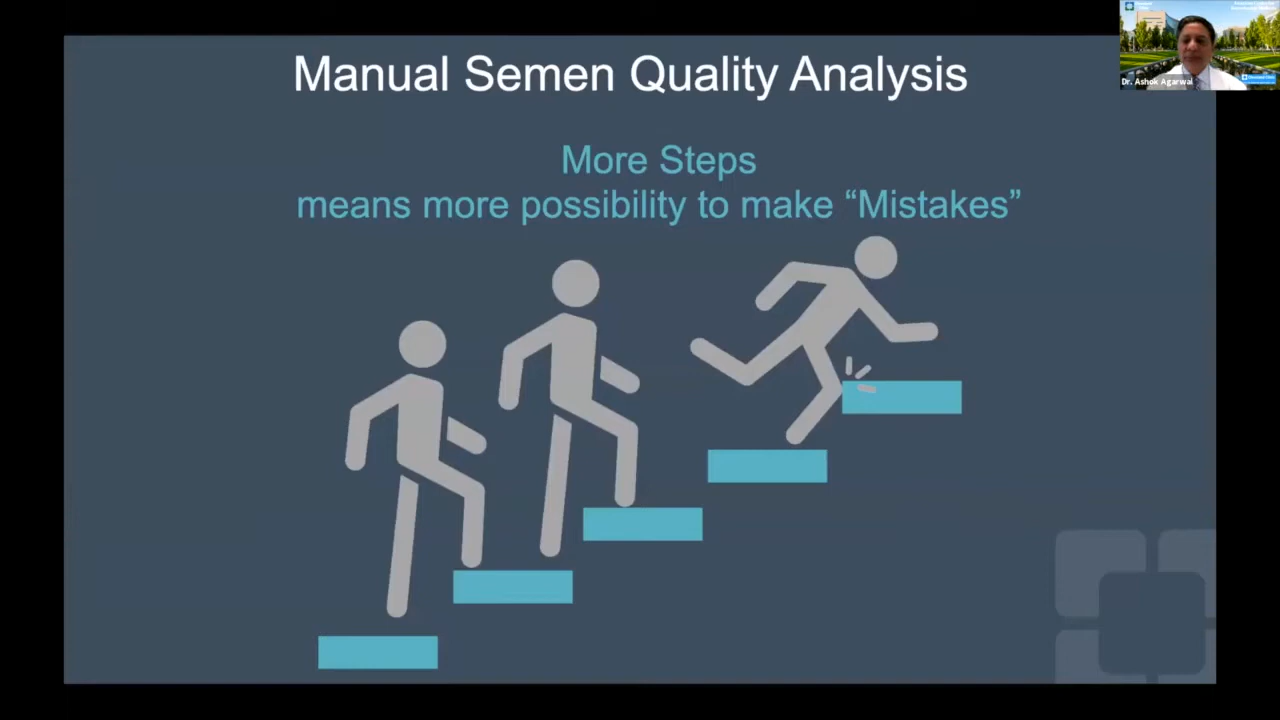 Manual Semen Quality Analysis
More Steps
means more possibility to make “Mistakes”
Dr. Ashok Agarwal